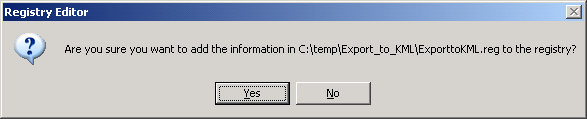 Registry Editor
Are you sure you want to add the information in C:\temp\Export_to_KML\ExporttoKML.reg to the registry?
Yes
No